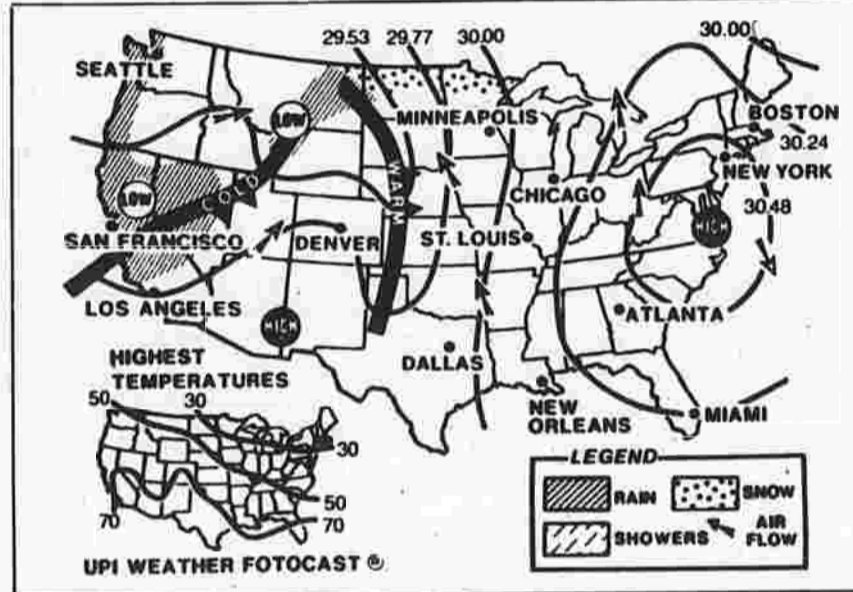 29.53 29.77 30.00 30.00
SEATTLE
LOW
MINNEAPOLIS
BOSTON
30.24
NEW YORK
WARM
CHICAGO
COLD
LOW
30.48
HIGH
SAN FRANCISCO
DENVER
ST. LOUIS
LOS ANGELES
ATLANTA
HIGH
DALLAS
HIGHEST
TEMPERATURES
NEW
ORLEANS
MIAMI
50 30
30
50
70 70
LEGEND
RAIN SNOW
SHOWERS AIR
FLOW
UPI WEATHER FOTOCAST ®